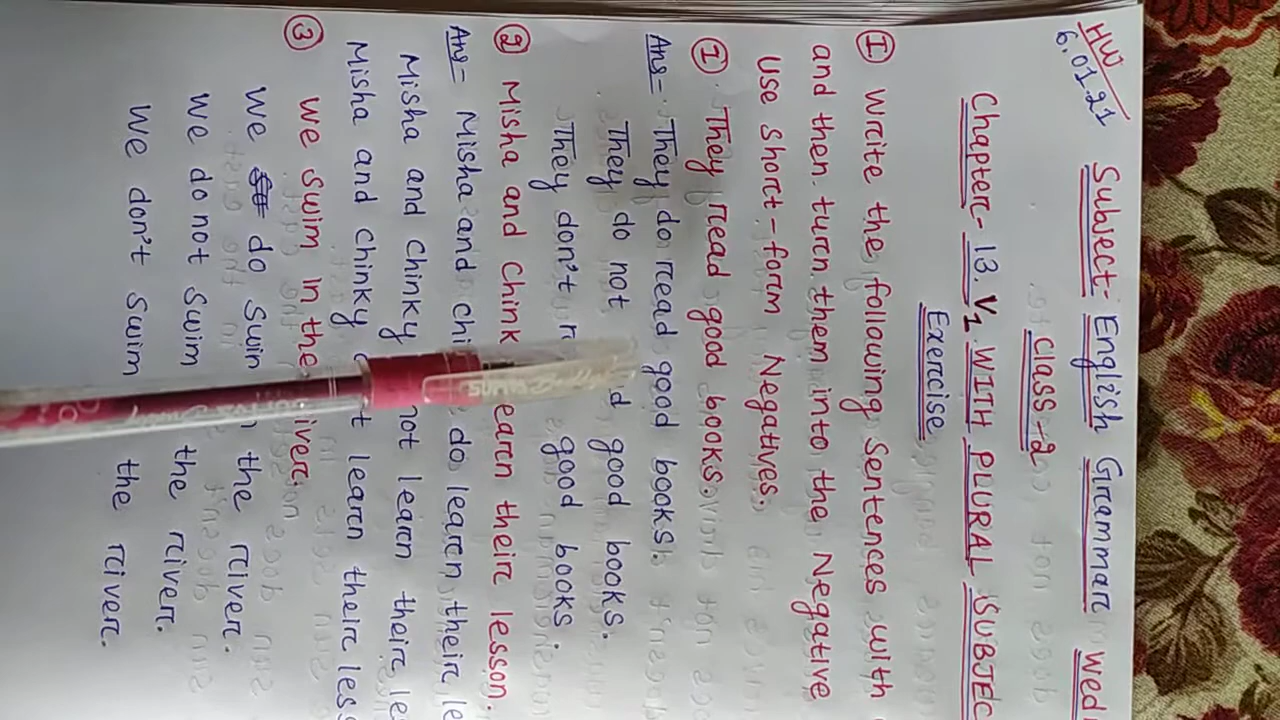 HW
6.01.21
Subject- English Grammar
Class-2
Chapter- 13. V1 WITH PLURAL
Exercise
① Write the following sentences with
and then turn them into the Negative
Use short-form Negatives.
① They read good books.
Ans- They do read good books.
They do not good books.
They don't good books.
② Misha and Chink their lesson.
Ans- Misha and do learn their
Misha and chinky not learn their
Misha and chinky learn their
③ We swim in the river.
We do swim the river.
We do not swim the river.
We don't swim the river.